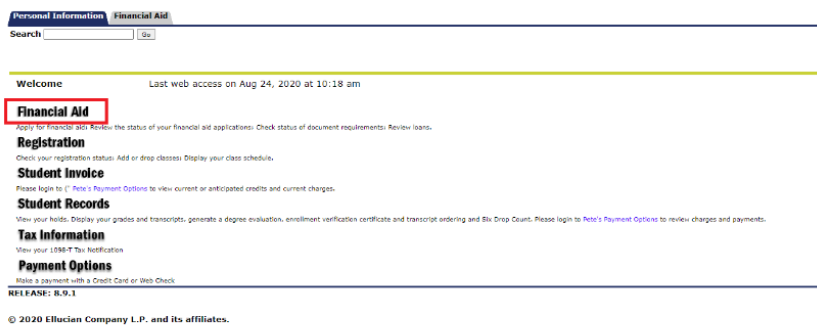 Personal Information Financial Aid
Search Go
Welcome Last web access on Aug 24, 2020 at 10:18 am
Financial Aid
Apply for financial aid; Review the status of your financial aid applications; Check status of document requirements; Review loans.
Registration
Check your registration status; Add or drop classes; Display your class schedule.
Student Invoice
Please login to (" Pete's Payment Options to view current or anticipated credits and current charges.
Student Records
View your holds. Display your grades and transcripts, generate a degree evaluation, enrollment verification certificate and transcript ordering and Six Drop Count. Please login to Pete's Payment Options to review charges and payments.
Tax Information
View your 1098-T Tax Notification
Payment Options
Make a payment with a Credit Card or Web Check
RELEASE: 8.9.1
© 2020 Ellucian Company L.P. and its affiliates.